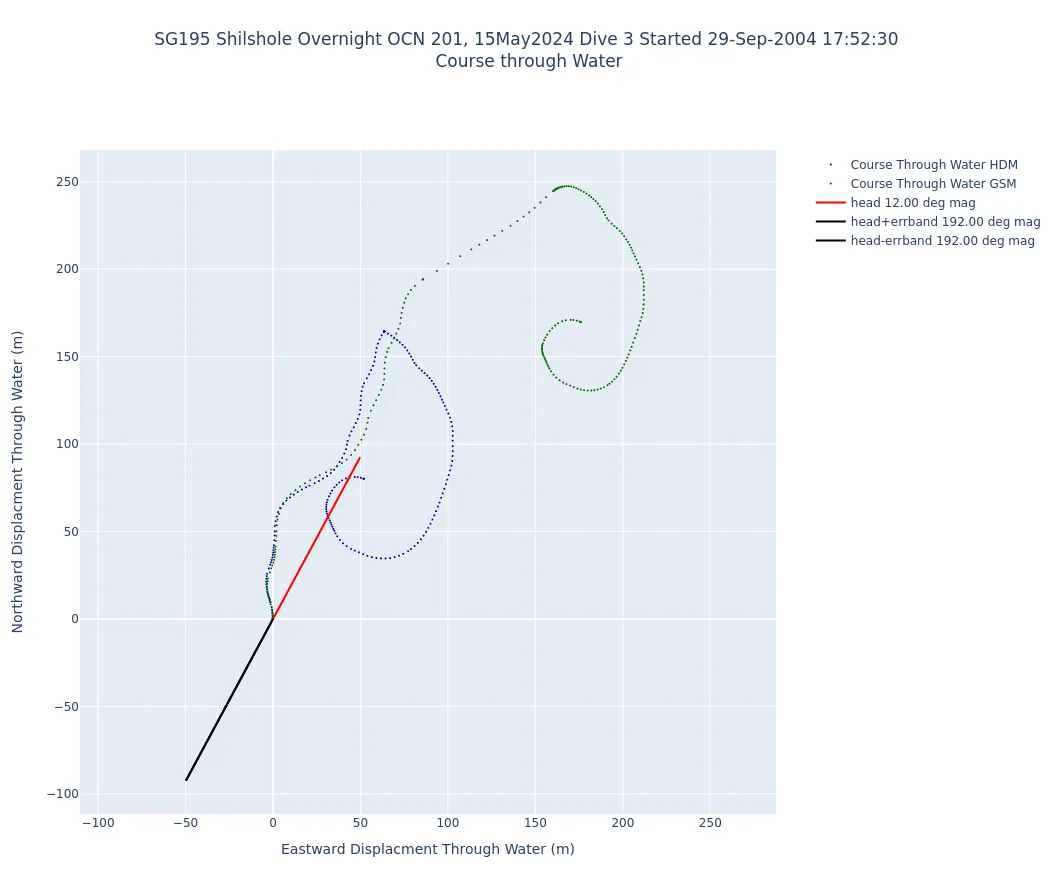 SG195 Shilshole Overnight OCN 201, 15May2024 Dive 3 Started 29-Sep-2004 17:52:30
Course through Water
Course Through Water HDM
Course Through Water GSM
head 12.00 deg mag
head+errband 192.00 deg mag
head-errband 192.00 deg mag
Northward Displacment Through Water (m)
250
200
150
100
50
0
−50
−100
−100
−50
0
50
100
150
200
250
Eastward Displacment Through Water (m)